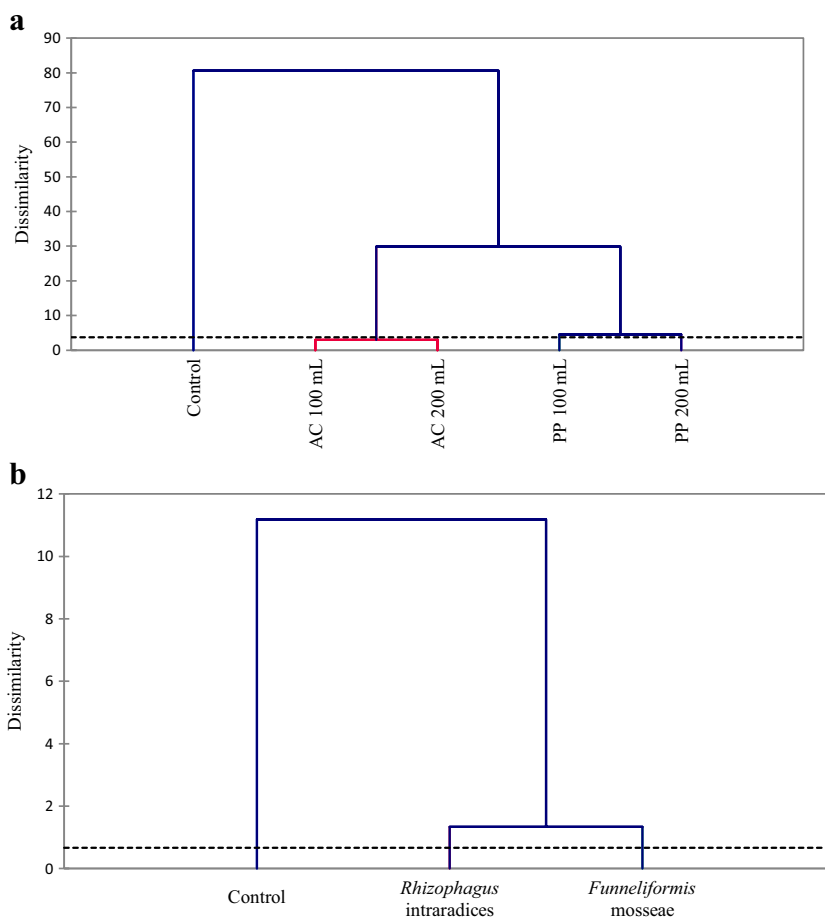 a
90
80
70
60
50
40
30
20
10
0
Dissimilarity
Control
AC 100 mL
AC 200 mL
PP 100 mL
PP 200 mL
b
12
10
8
6
4
2
0
Dissimilarity
Control
Rhizophagus
intraradices
Funneliformis
mosseae